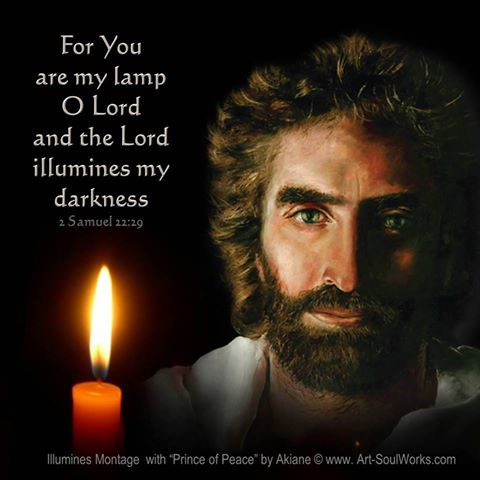 For You
are my lamp
O Lord
and the Lord
illumines my
darkness
2 Samuel 22:29
Illumines Montage with “Prince of Peace” by Akiane © www. Art-SoulWorks.com